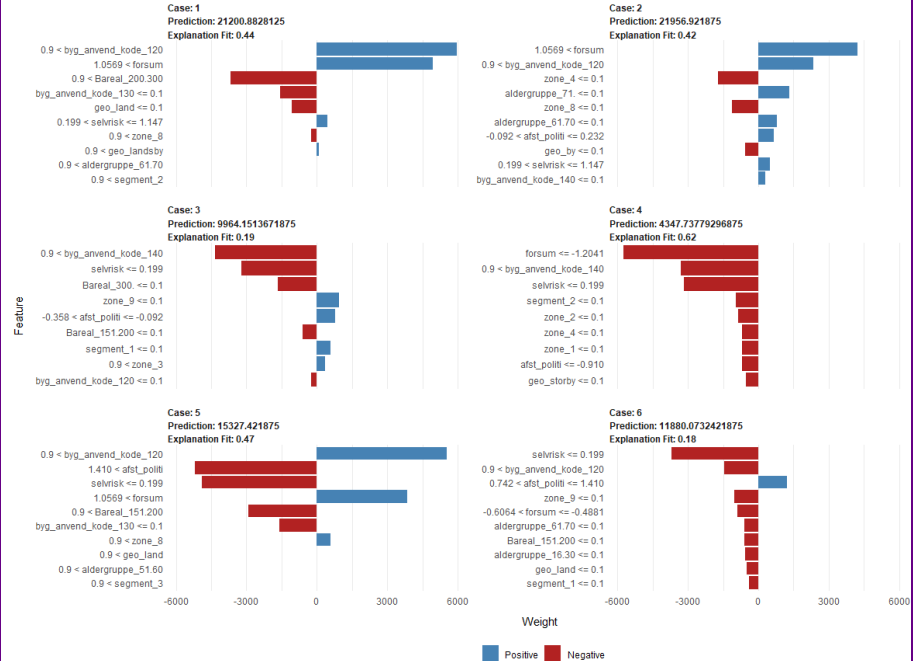 Case: 1
Prediction: 21200.8828125
Explanation Fit: 0.44
0.9 < byg_anvend_kode_120
1.0569 < forsum
0.9 < Bareal_200.300
byg_anvend_kode_130 <= 0.1
geo_land <= 0.1
0.199 < selvrisk <= 1.147
0.9 < zone_8
0.9 < geo_landsby
0.9 < aldergruppe_61.70
0.9 < segment_2
Case: 2
Prediction: 21956.921875
Explanation Fit: 0.42
1.0569 < forsum
0.9 < byg_anvend_kode_120
zone_4 <= 0.1
aldergruppe_71. <= 0.1
zone_8 <= 0.1
aldergruppe_61.70 <= 0.1
-0.092 < afst_politi <= 0.232
geo_by <= 0.1
0.199 < selvrisk <= 1.147
byg_anvend_kode_140 <= 0.1
Case: 3
Prediction: 9964.1513671875
Explanation Fit: 0.19
0.9 < byg_anvend_kode_140
selvrisk <= 0.199
Bareal_300. <= 0.1
zone_9 <= 0.1
-0.358 < afst_politi <= -0.092
Bareal_151.200 <= 0.1
segment_1 <= 0.1
0.9 < zone_3
byg_anvend_kode_120 <= 0.1
Case: 4
Prediction: 4347.73779296875
Explanation Fit: 0.62
forsum <= -1.2041
0.9 < byg_anvend_kode_140
selvrisk <= 0.199
segment_2 <= 0.1
zone_2 <= 0.1
zone_4 <= 0.1
zone_1 <= 0.1
afst_politi <= -0.910
geo_storby <= 0.1
Case: 5
Prediction: 15327.421875
Explanation Fit: 0.47
0.9 < byg_anvend_kode_120
1.410 < afst_politi
selvrisk <= 0.199
1.0569 < forsum
0.9 < Bareal_151.200
byg_anvend_kode_130 <= 0.1
0.9 < zone_8
0.9 < geo_land
0.9 < aldergruppe_51.60
0.9 < segment_3
Case: 6
Prediction: 11880.0732421875
Explanation Fit: 0.18
selvrisk <= 0.199
0.9 < byg_anvend_kode_120
0.742 < afst_politi <= 1.410
zone_9 <= 0.1
-0.6064 < forsum <= -0.4881
aldergruppe_61.70 <= 0.1
Bareal_151.200 <= 0.1
aldergruppe_16.30 <= 0.1
geo_land <= 0.1
segment_1 <= 0.1
Feature
-6000 -3000 0 3000 6000
-6000 -3000 0 3000 6000
Weight
Positive Negative